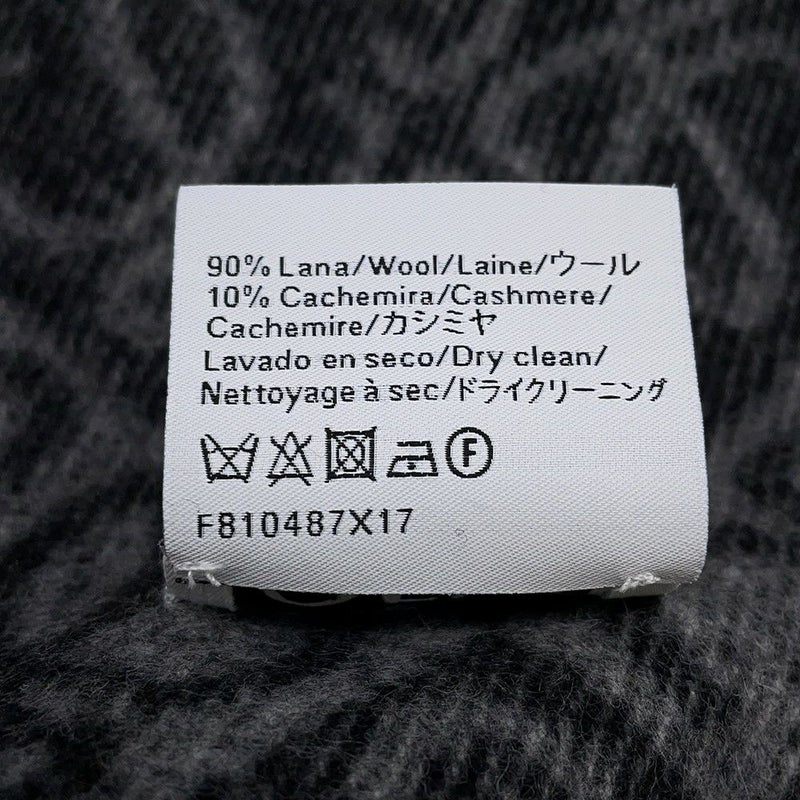 90% Lana/Wool/Laine/ウール
10% Cachemira/Cashmere/
Cachemire/カシミヤ
Lavado en seco/Dry clean/
Nettoyage à sec/ドライクリーニング
F
F810487X17